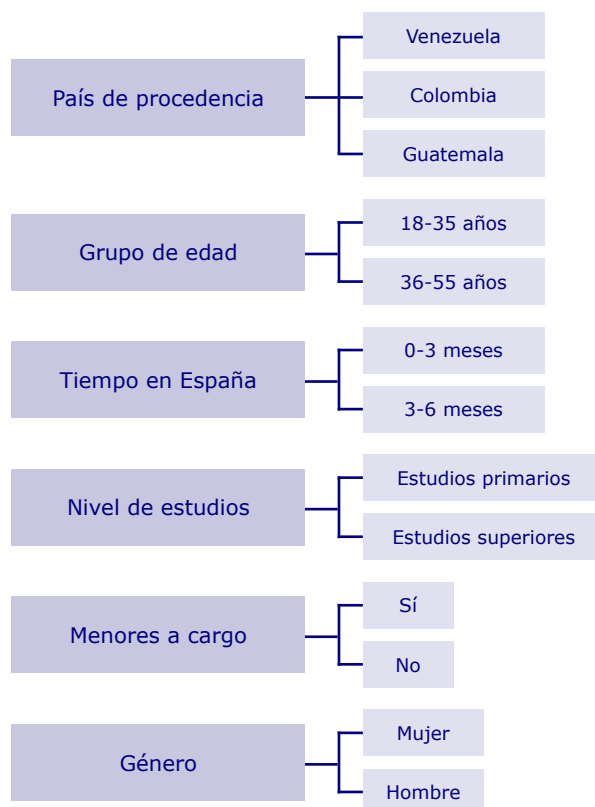 País de procedencia
Venezuela
Colombia
Guatemala
Grupo de edad
18-35 años
36-55 años
Tiempo en España
0-3 meses
3-6 meses
Nivel de estudios
Estudios primarios
Estudios superiores
Menores a cargo
Sí
No
Género
Mujer
Hombre